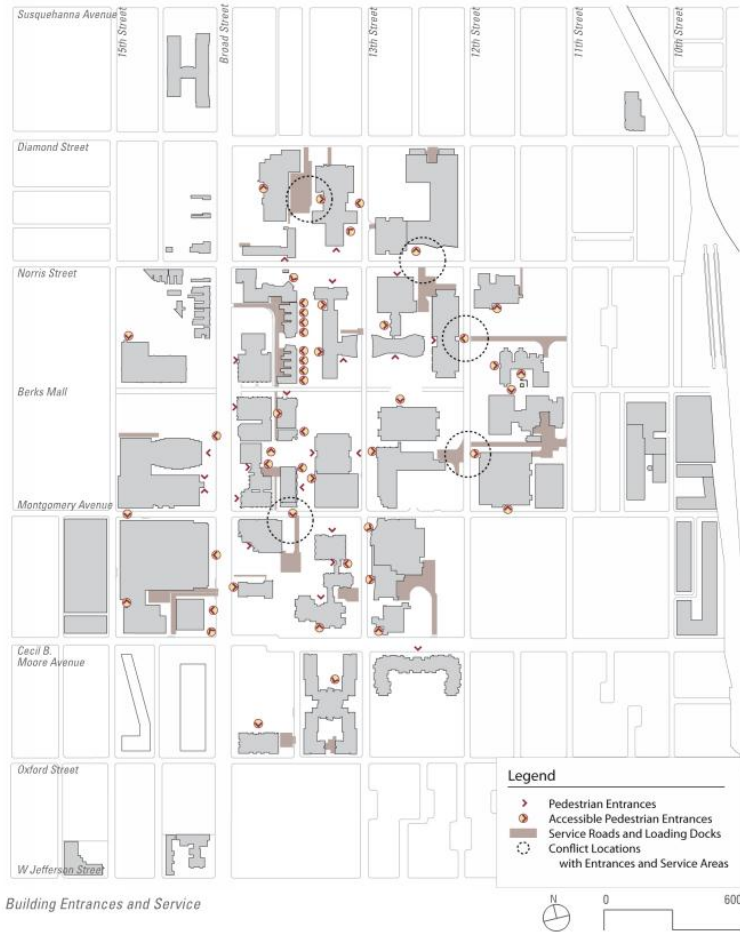 Susquehanna Avenue
15th Street
Broad Street
13th Street
12th Street
11th Street
10th Street
Diamond Street
Norris Street
Berks Mall
Montgomery Avenue
Cecil B.
Moore Avenue
Oxford Street
W Jefferson Street
Legend
Pedestrian Entrances
Accessible Pedestrian Entrances
Service Roads and Loading Docks
Conflict Locations
with Entrances and Service Areas
Building Entrances and Service
N
0
600